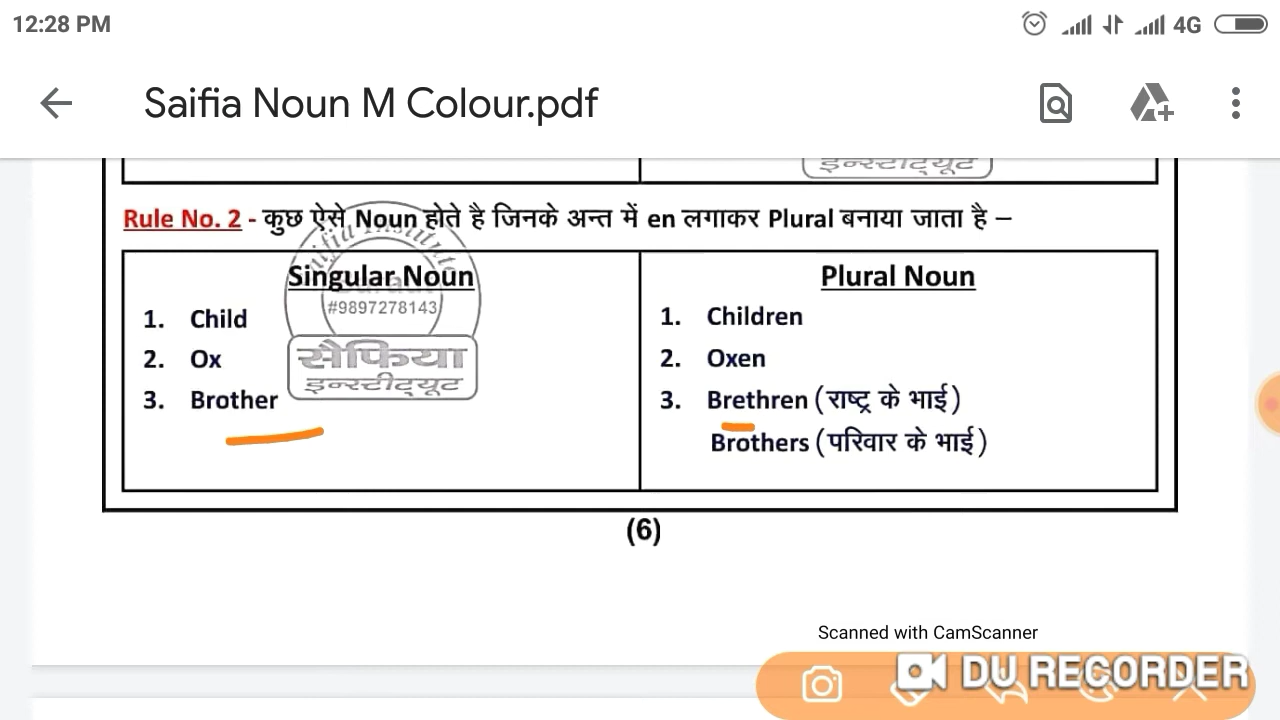 12:28 PM 4G
Saifia Noun M Colour.pdf
इन्स्टीट्यूट
Rule No. 2 - कुछ ऐसे Noun होते है जिनके अन्त में en लगाकर Plural बनाया जाता है –
Singular Noun Plural Noun
#9897278143
1. Child 1. Children
सैफिया
2. Ox 2. Oxen
इन्स्टीट्यूट
3. Brother 3. Brethren (राष्ट्र के भाई)
Brothers (परिवार के भाई)
(6)
Scanned with CamScanner
DU RECORDER